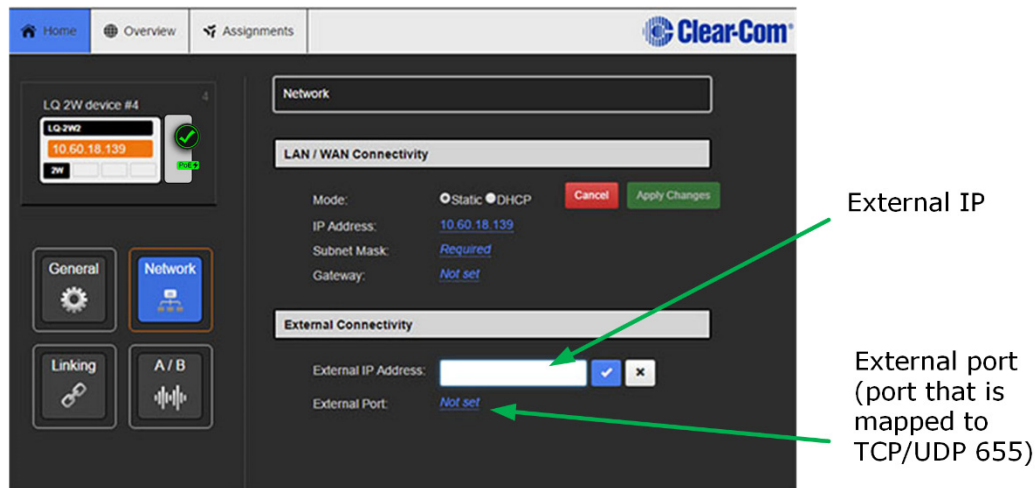 Home
Overview
Assignments
Clear-Com
LQ 2W device #4
4
LQ-2W2
10.60.18.139
2W
PoE
General
Network
Linking
A / B
Network
LAN / WAN Connectivity
Mode: Static DHCP Cancel Apply Changes
IP Address: 10.60.18.139
Subnet Mask: Required
Gateway: Not set
External Connectivity
External IP Address:
External Port: Not set
External IP
External port
(port that is
mapped to
TCP/UDP 655)